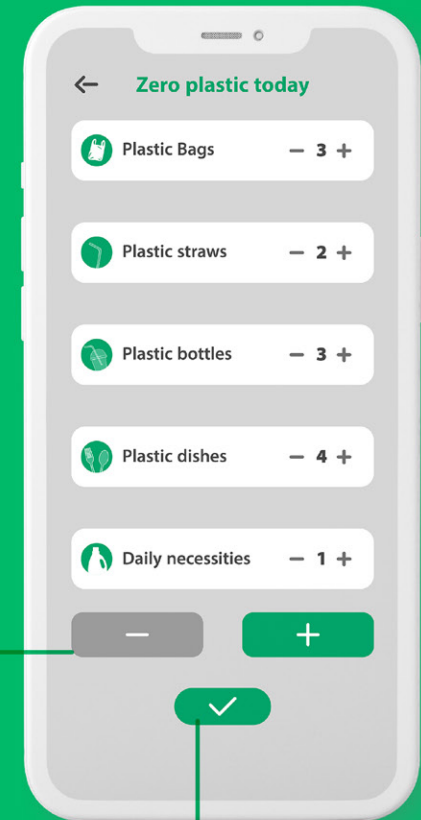 Zero plastic today
Plastic Bags − 3 +
Plastic straws − 2 +
Plastic bottles − 3 +
Plastic dishes − 4 +
Daily necessities − 1 +
− +